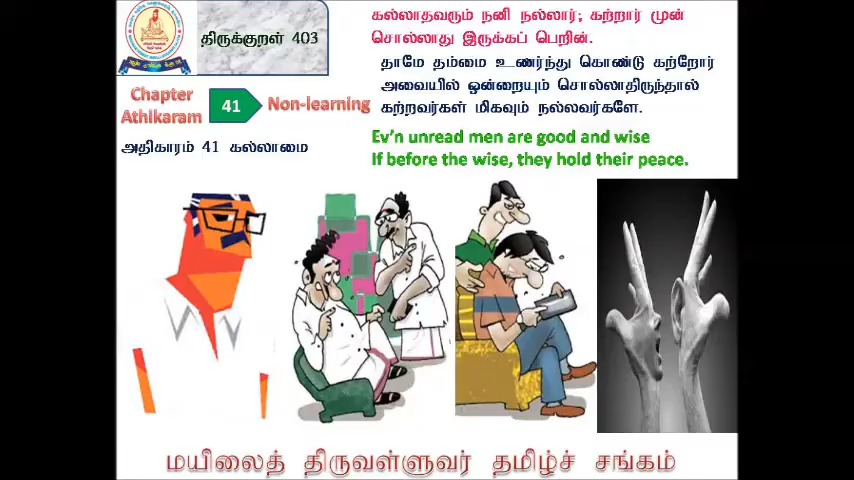 திருக்குறள் 403
கல்லாதவரும் நனி நல்லார்; கற்றார் முன்
சொல்லாது இருக்கப் பெறின்.
தாமே தம்மை உணர்ந்து கொண்டு கற்றோர்
அவையில் ஒன்றையும் சொல்லாதிருந்தால்
கற்றவர்கள் மிகவும் நல்லவர்களே.
Chapter
Athikaram
41
Non-learning
அதிகாரம் 41 கல்லாமை
Ev'n unread men are good and wise
If before the wise, they hold their peace.
மயிலைத் திருவள்ளுவர் தமிழ்ச் சங்கம்